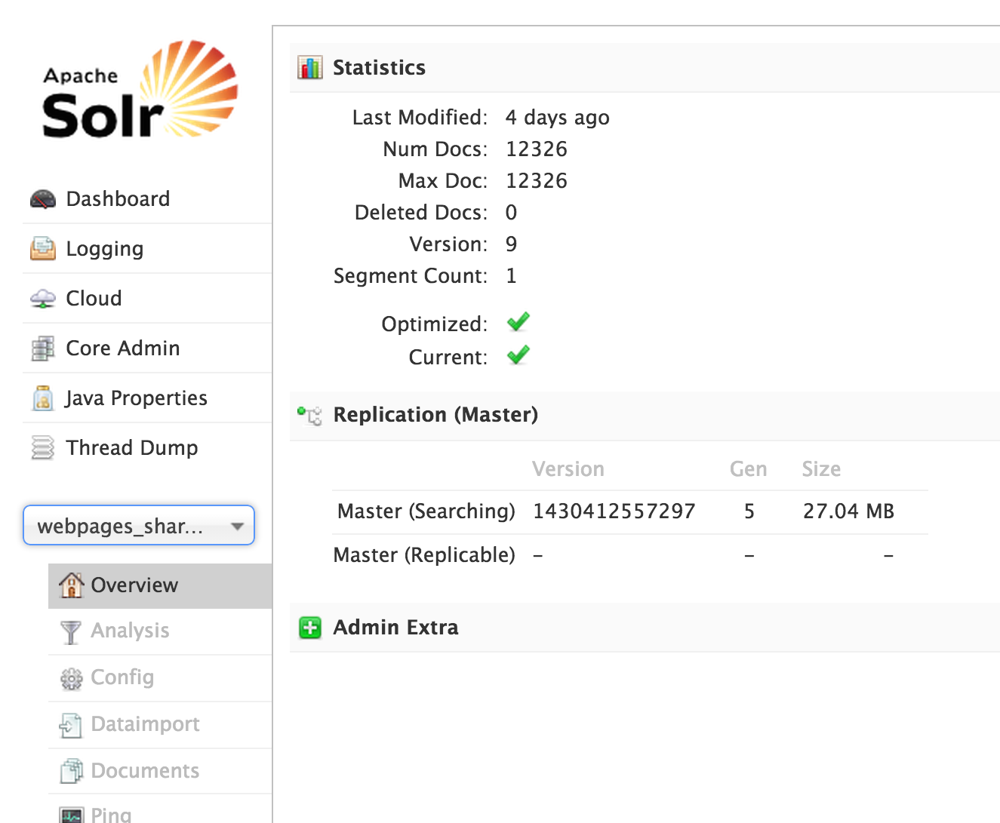 Apache
Solr
Dashboard
Logging
Cloud
Core Admin
Java Properties
Thread Dump
webpages_shar...
Overview
Analysis
Config
Dataimport
Documents
Ping
Statistics
Last Modified: 4 days ago
Num Docs: 12326
Max Doc: 12326
Deleted Docs: 0
Version: 9
Segment Count: 1
Optimized:
Current:
Replication (Master)
Version Gen Size
Master (Searching) 1430412557297 5 27.04 MB
Master (Replicable) - - -
Admin Extra